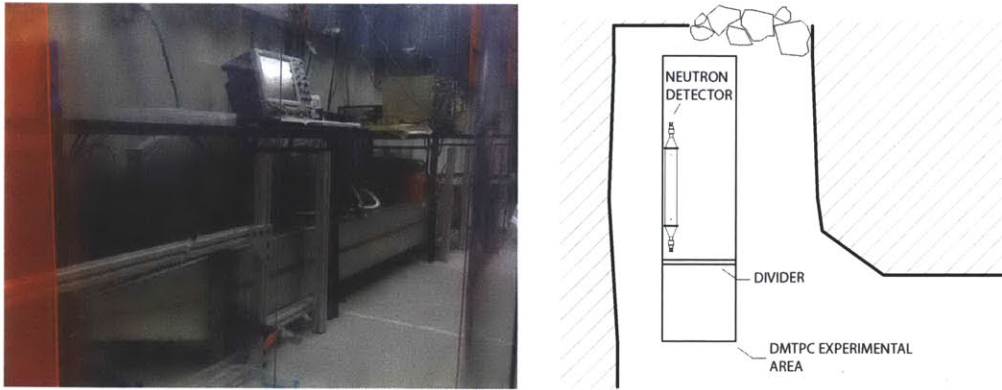 NEUTRON
DETECTOR
DIVIDER
DMTPC EXPERIMENTAL
AREA